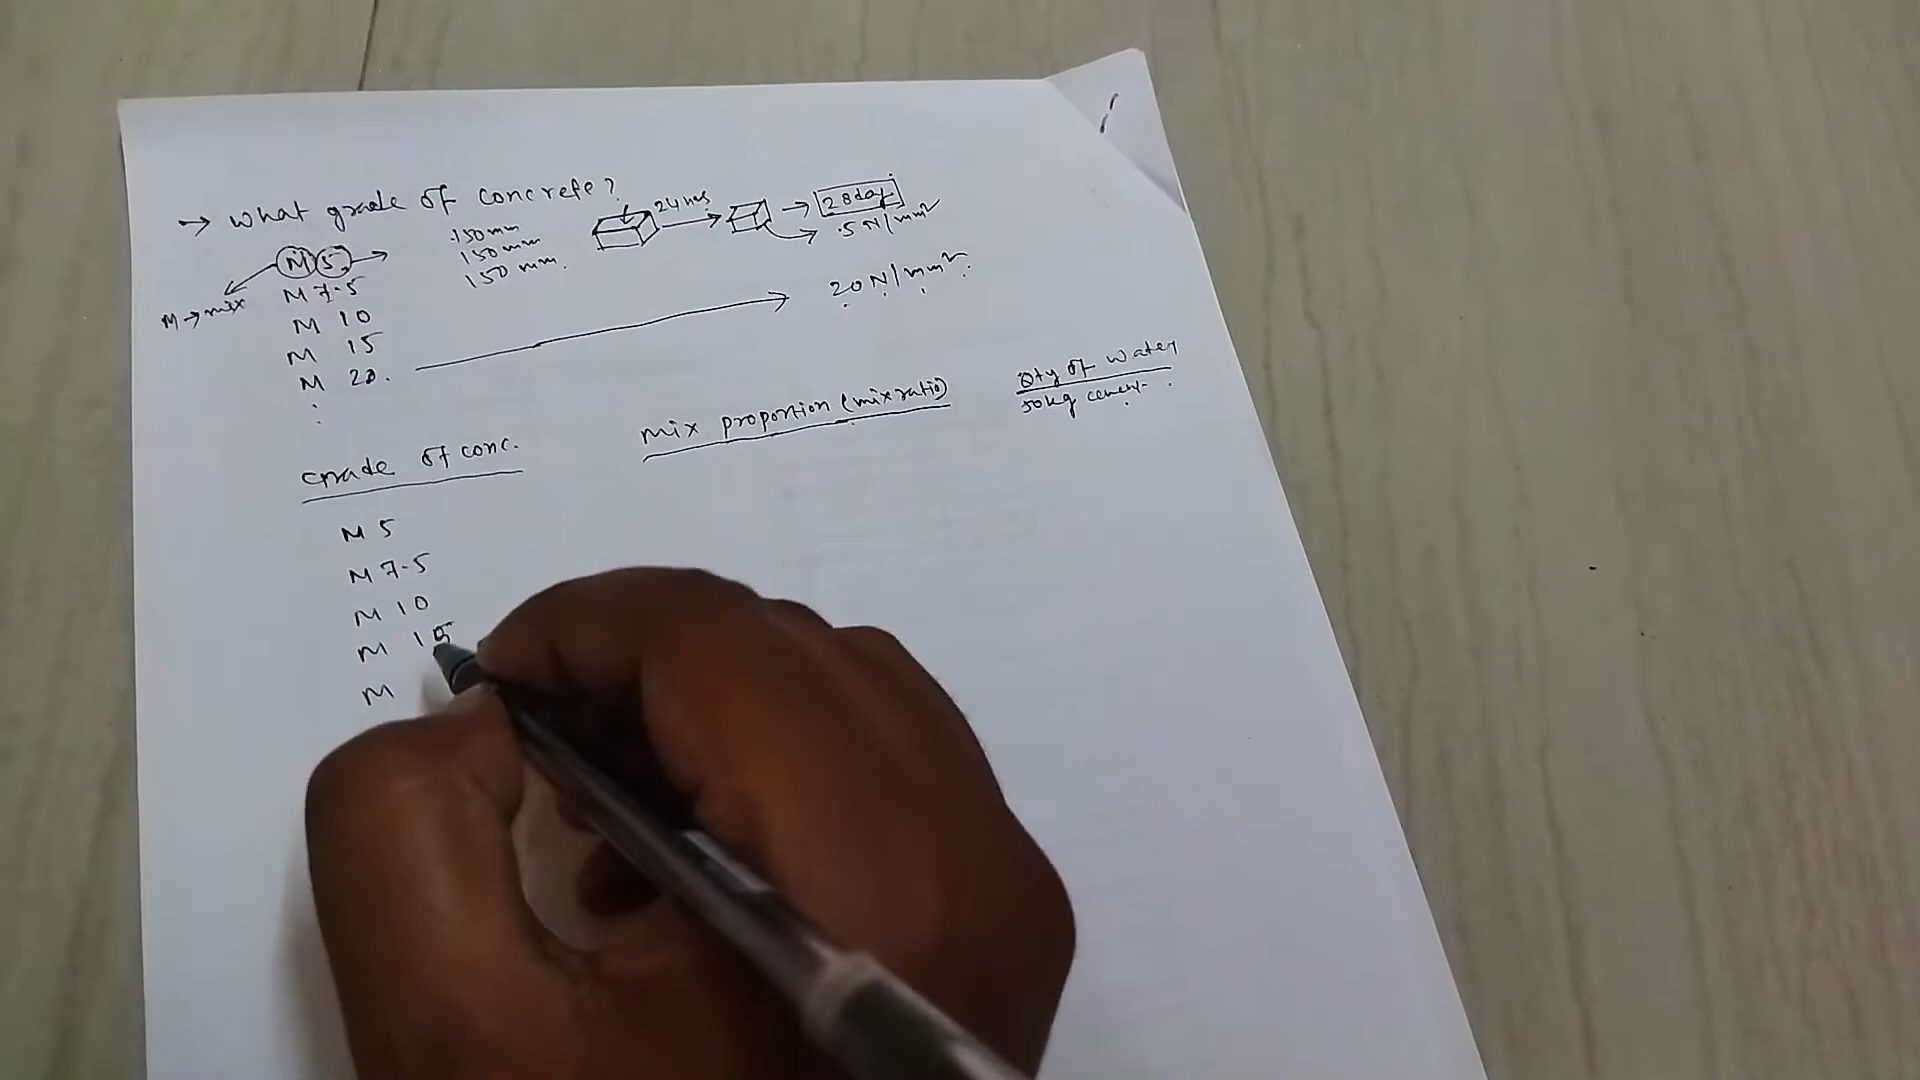 → What grade of concrete?
24 hrs → 28 day
.5 N/mm²
150 mm
150 mm
150 mm.
M 5 →
M → mix
M 7.5
M 10
M 15
M 20. → 20 N/mm².
Grade of conc.
Mix proportion (mix ratio)
Qty of water
50kg cement
M 5
M 7.5
M 10
M 15
M